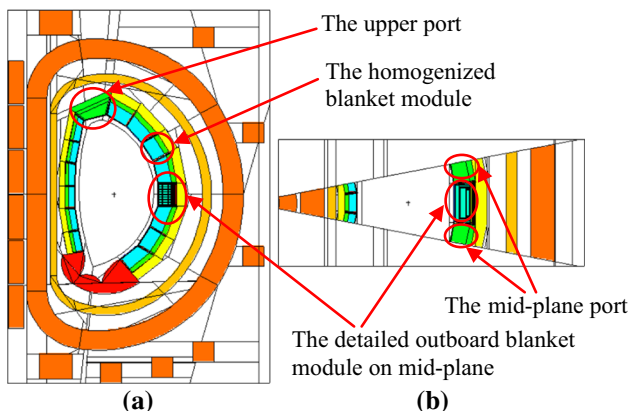 The upper port
The homogenized
blanket module
The mid-plane port
The detailed outboard blanket
module on mid-plane
(a)
(b)